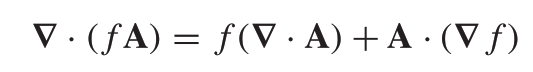 ∇ · (fA) = f(∇ · A) + A · (∇f)